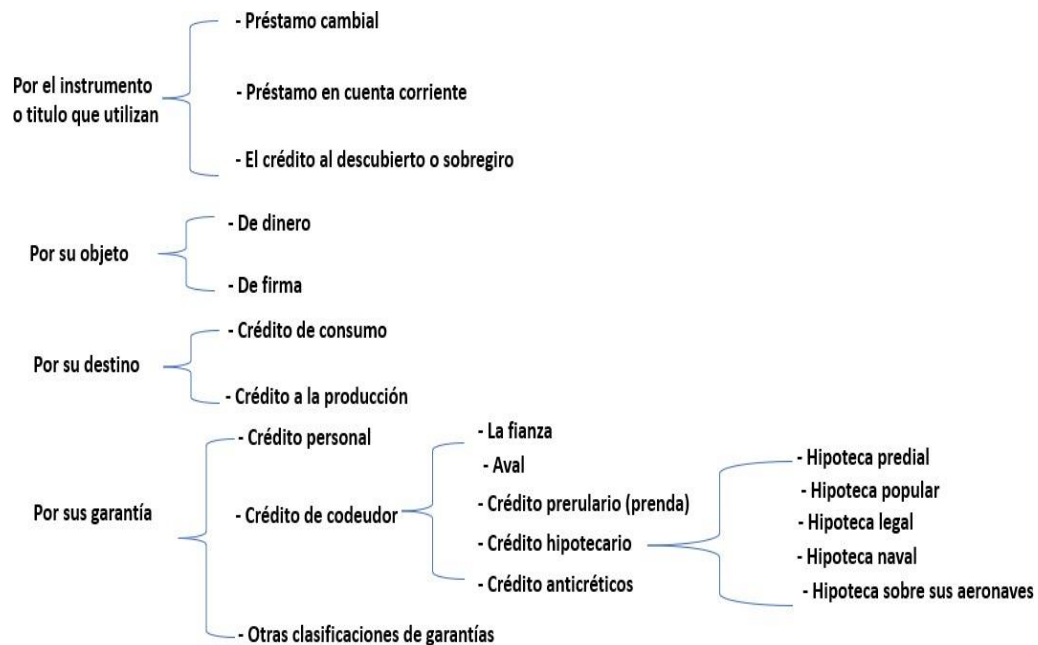 Por el instrumento
o titulo que utilizan
- Préstamo cambial
- Préstamo en cuenta corriente
- El crédito al descubierto o sobregiro
Por su objeto
- De dinero
- De firma
Por su destino
- Crédito de consumo
- Crédito a la producción
Por sus garantía
- Crédito personal
- Crédito de codeudor
- La fianza
- Aval
- Crédito prerulario (prenda)
- Crédito hipotecario
- Hipoteca predial
- Hipoteca popular
- Hipoteca legal
- Hipoteca naval
- Hipoteca sobre sus aeronaves
- Crédito anticréticos
- Otras clasificaciones de garantías